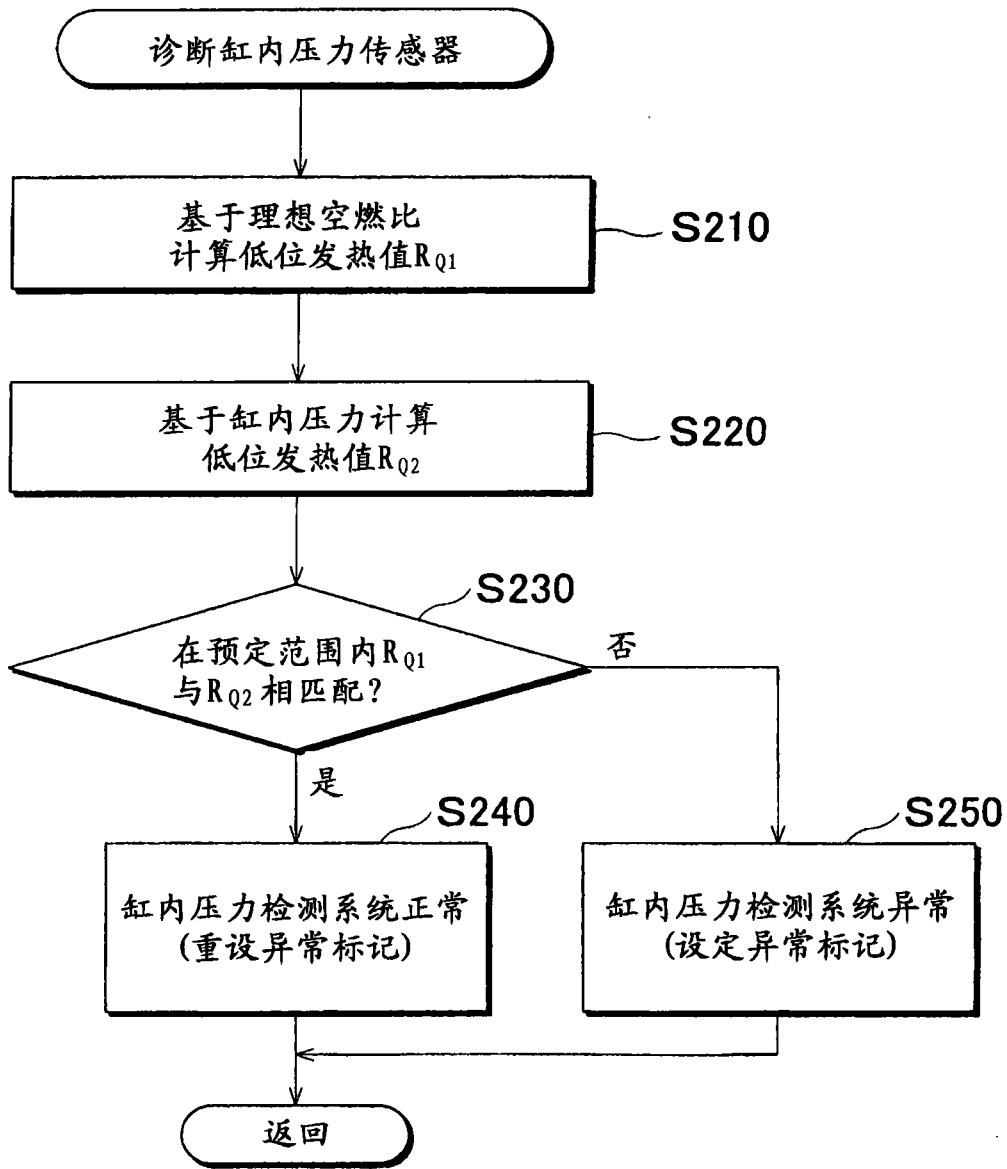 诊断缸内压力传感器
基于理想空燃比
计算低位发热值RQ1
S210
基于缸内压力计算
低位发热值RQ2
S220
S230
在预定范围内RQ1
与RQ2相匹配?
否
是
S240
缸内压力检测系统正常
(重设异常标记)
S250
缸内压力检测系统异常
(设定异常标记)
返回